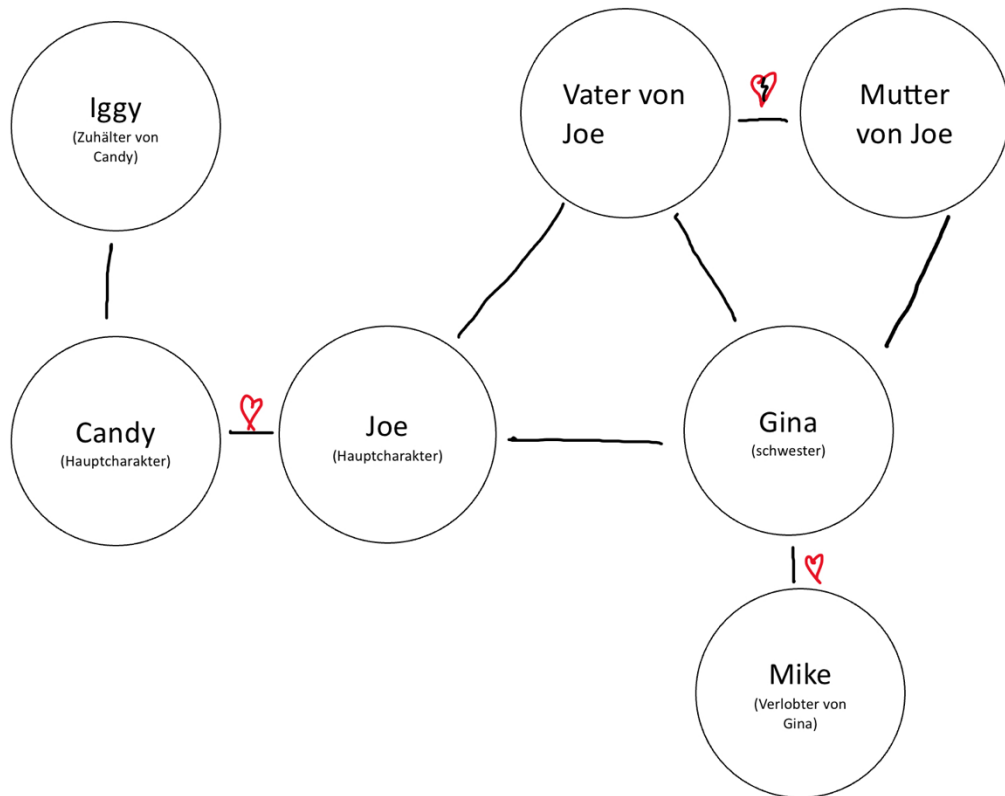 Iggy
(Zuhälter von
Candy)
Vater von
Joe
Mutter
von Joe
Candy
(Hauptcharakter)
Joe
(Hauptcharakter)
Gina
(schwester)
Mike
(Verlobter von
Gina)